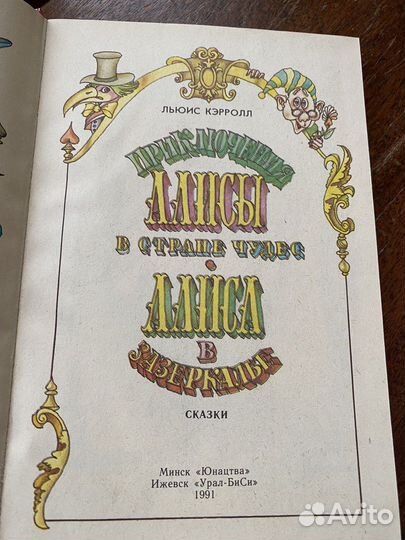 ЛЬЮИС КЭРРОЛЛ
ПРИКЛЮЧЕНИЯ
АЛИСЫ
В СТРАНЕ ЧУДЕС
•
АЛИСА
В
ЗАЗЕРКАЛЬЕ
СКАЗКИ
Минск «Юнацтва»
Ижевск «Урал-БиСи»
1991
Avito